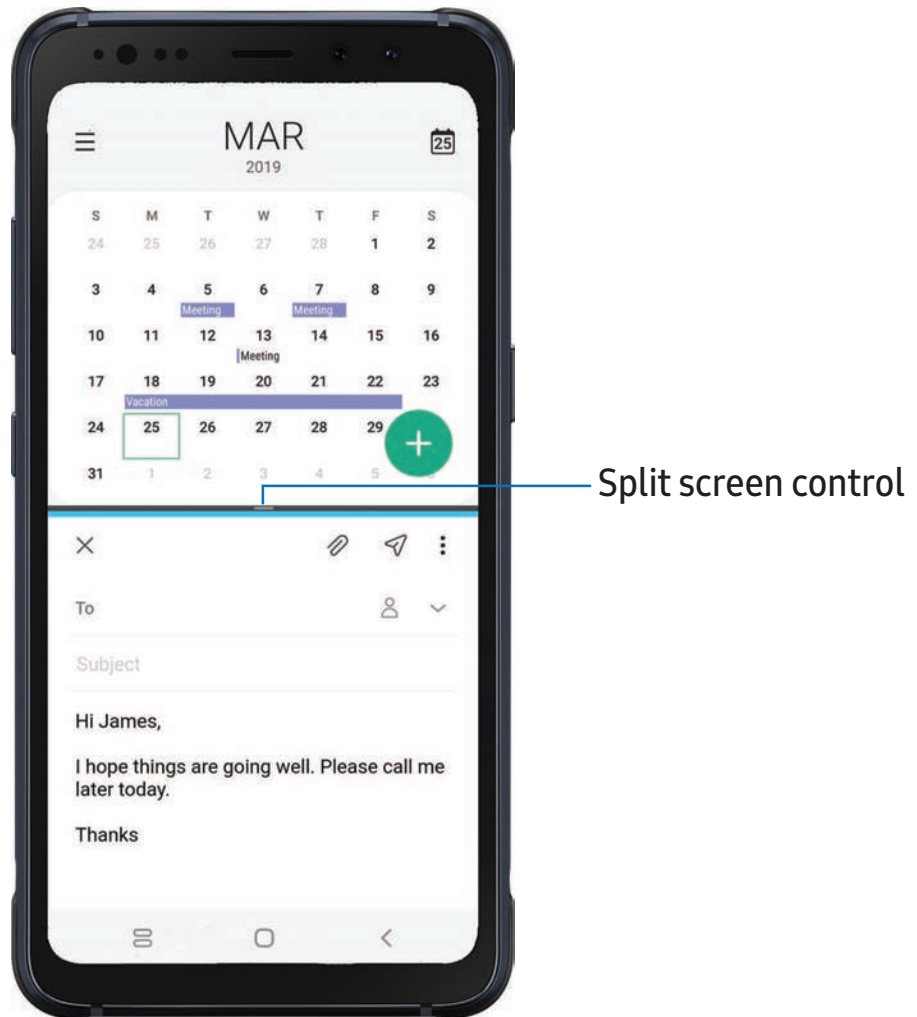 MAR
25
2019
S M T W T F S
24 25 26 27 28 1 2
3 4 5 6 7 8 9
Meeting Meeting
10 11 12 13 14 15 16
Meeting
17 18 19 20 21 22 23
Vacation
24 25 26 27 28 29
31 1 2 3 4 5
Split screen control
To
Subject
Hi James,
I hope things are going well. Please call me
later today.
Thanks